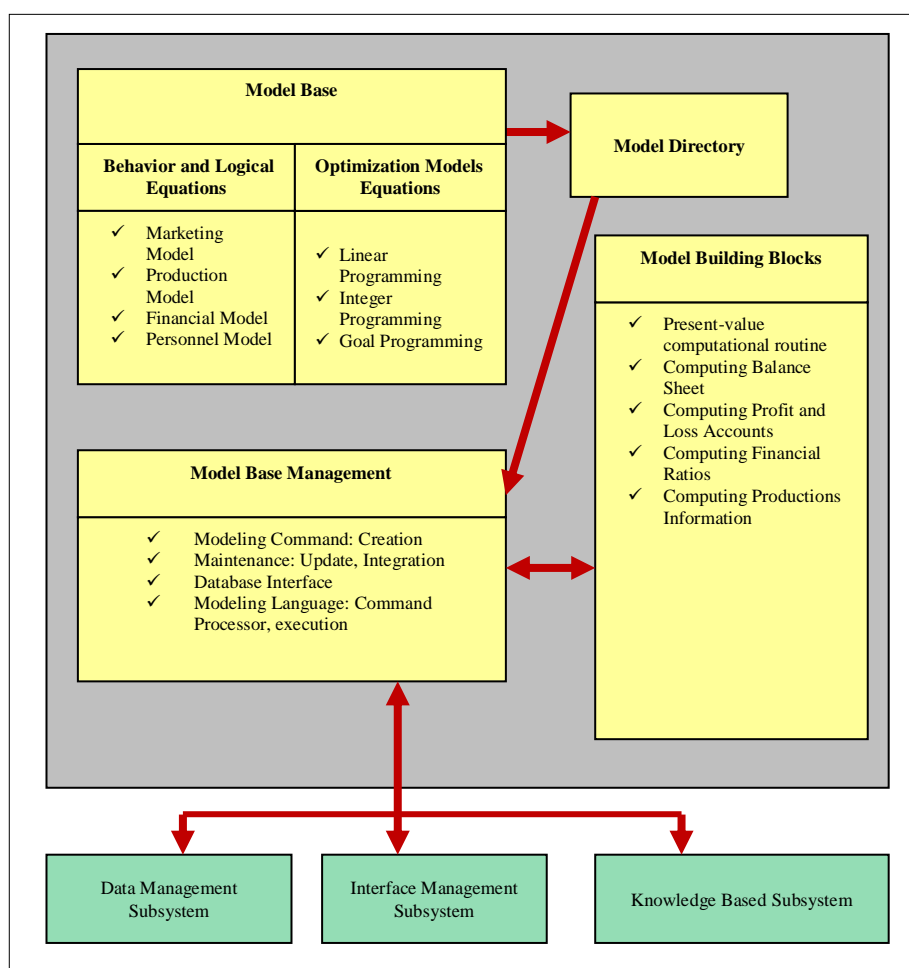 Model Base
Model Directory
Behavior and Logical
Equations
Optimization Models
Equations
✓ Marketing
Model
✓ Production
Model
✓ Financial Model
✓ Personnel Model
✓ Linear
Programming
✓ Integer
Programming
✓ Goal Programming
Model Building Blocks
✓ Present-value
computational routine
✓ Computing Balance
Sheet
✓ Computing Profit and
Loss Accounts
✓ Computing Financial
Ratios
✓ Computing Productions
Information
Model Base Management
✓ Modeling Command: Creation
✓ Maintenance: Update, Integration
✓ Database Interface
✓ Modeling Language: Command
Processor, execution
Data Management
Subsystem
Interface Management
Subsystem
Knowledge Based Subsystem